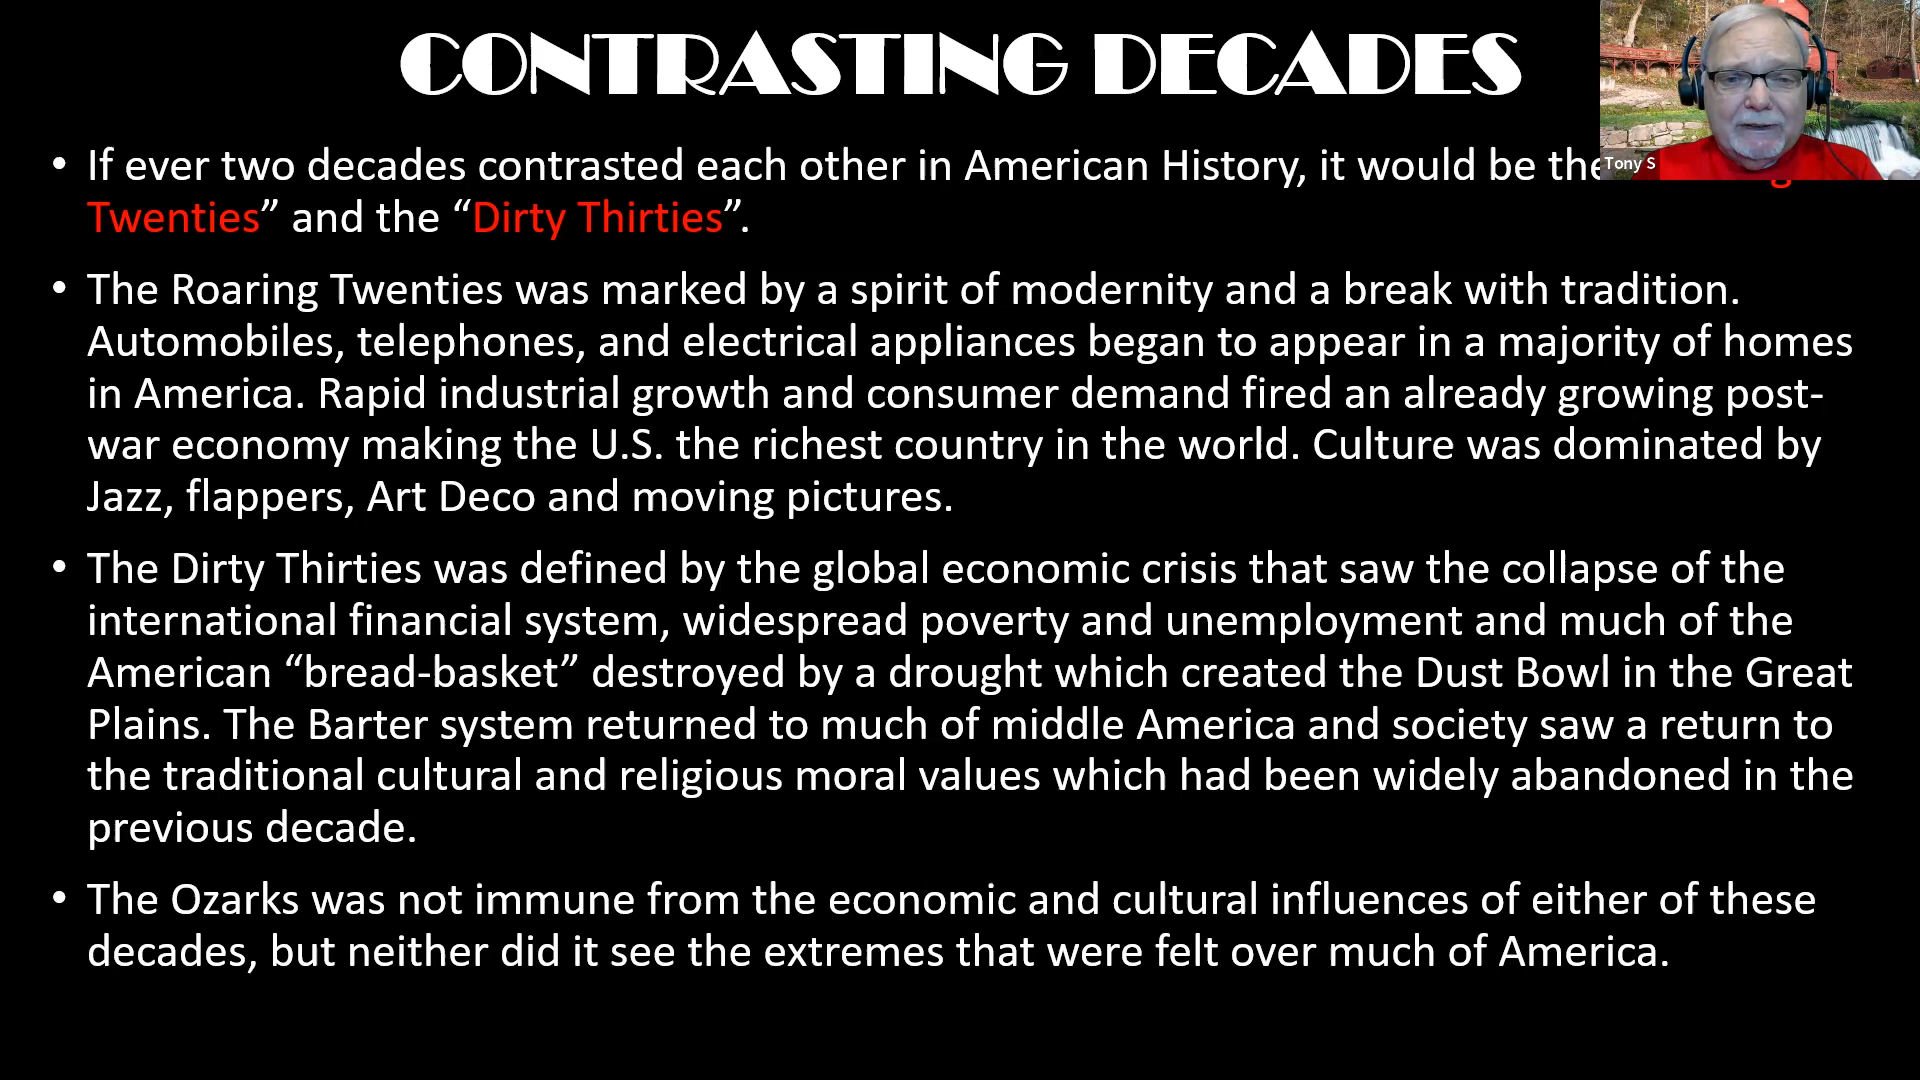 CONTRASTING DECADES
Tony S
• If ever two decades contrasted each other in American History, it would be the
Twenties” and the “Dirty Thirties”.
• The Roaring Twenties was marked by a spirit of modernity and a break with tradition.
Automobiles, telephones, and electrical appliances began to appear in a majority of homes
in America. Rapid industrial growth and consumer demand fired an already growing post-
war economy making the U.S. the richest country in the world. Culture was dominated by
Jazz, flappers, Art Deco and moving pictures.
• The Dirty Thirties was defined by the global economic crisis that saw the collapse of the
international financial system, widespread poverty and unemployment and much of the
American “bread-basket” destroyed by a drought which created the Dust Bowl in the Great
Plains. The Barter system returned to much of middle America and society saw a return to
the traditional cultural and religious moral values which had been widely abandoned in the
previous decade.
• The Ozarks was not immune from the economic and cultural influences of either of these
decades, but neither did it see the extremes that were felt over much of America.